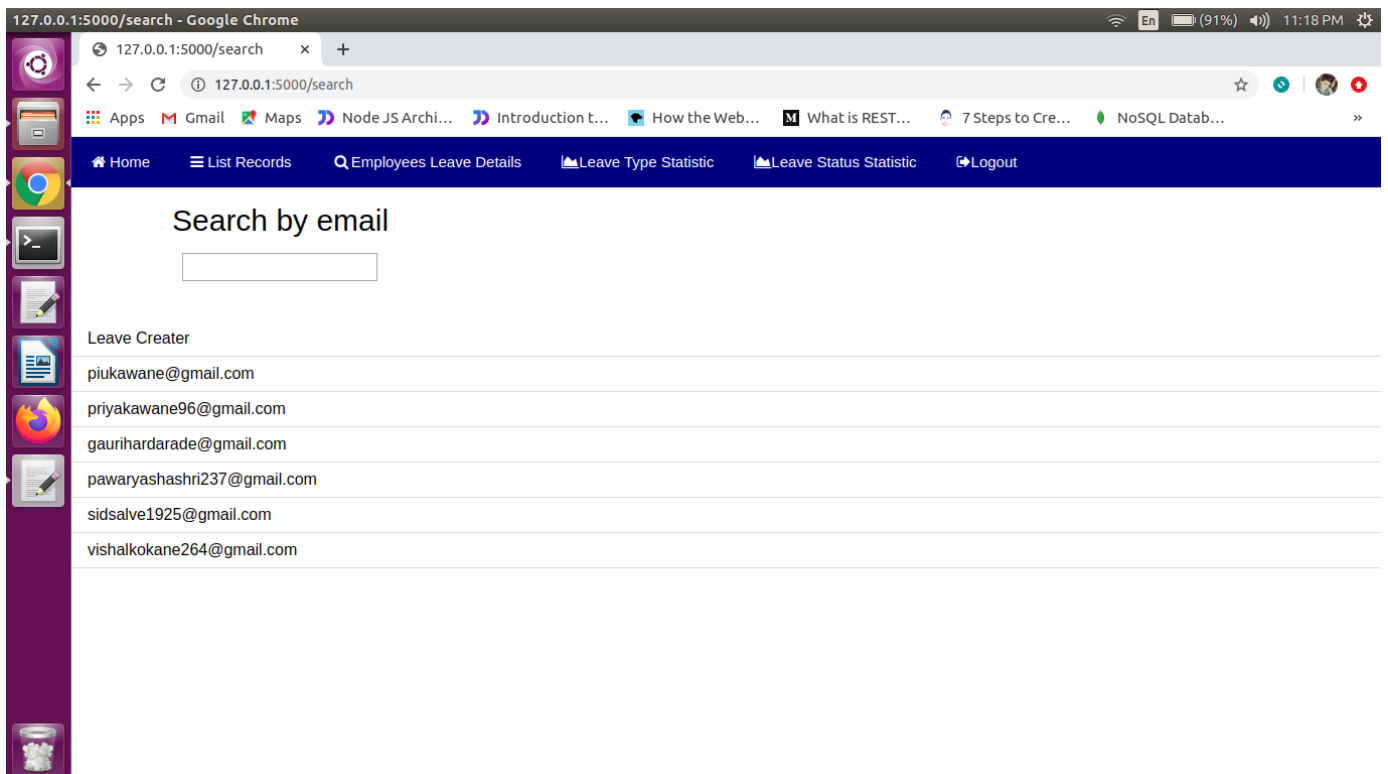 127.0.0.1:5000/search - Google Chrome En (91%) 11:18 PM
127.0.0.1:5000/search × +
127.0.0.1:5000/search
Apps Gmail Maps Node JS Archi... Introduction t... How the Web... What is REST... 7 Steps to Cre... NoSQL Datab... »
Home List Records Employees Leave Details Leave Type Statistic Leave Status Statistic Logout
Search by email
Leave Creater
piukawane@gmail.com
priyakawane96@gmail.com
gaurihardarade@gmail.com
pawaryashashri237@gmail.com
sidsalve1925@gmail.com
vishalkokane264@gmail.com